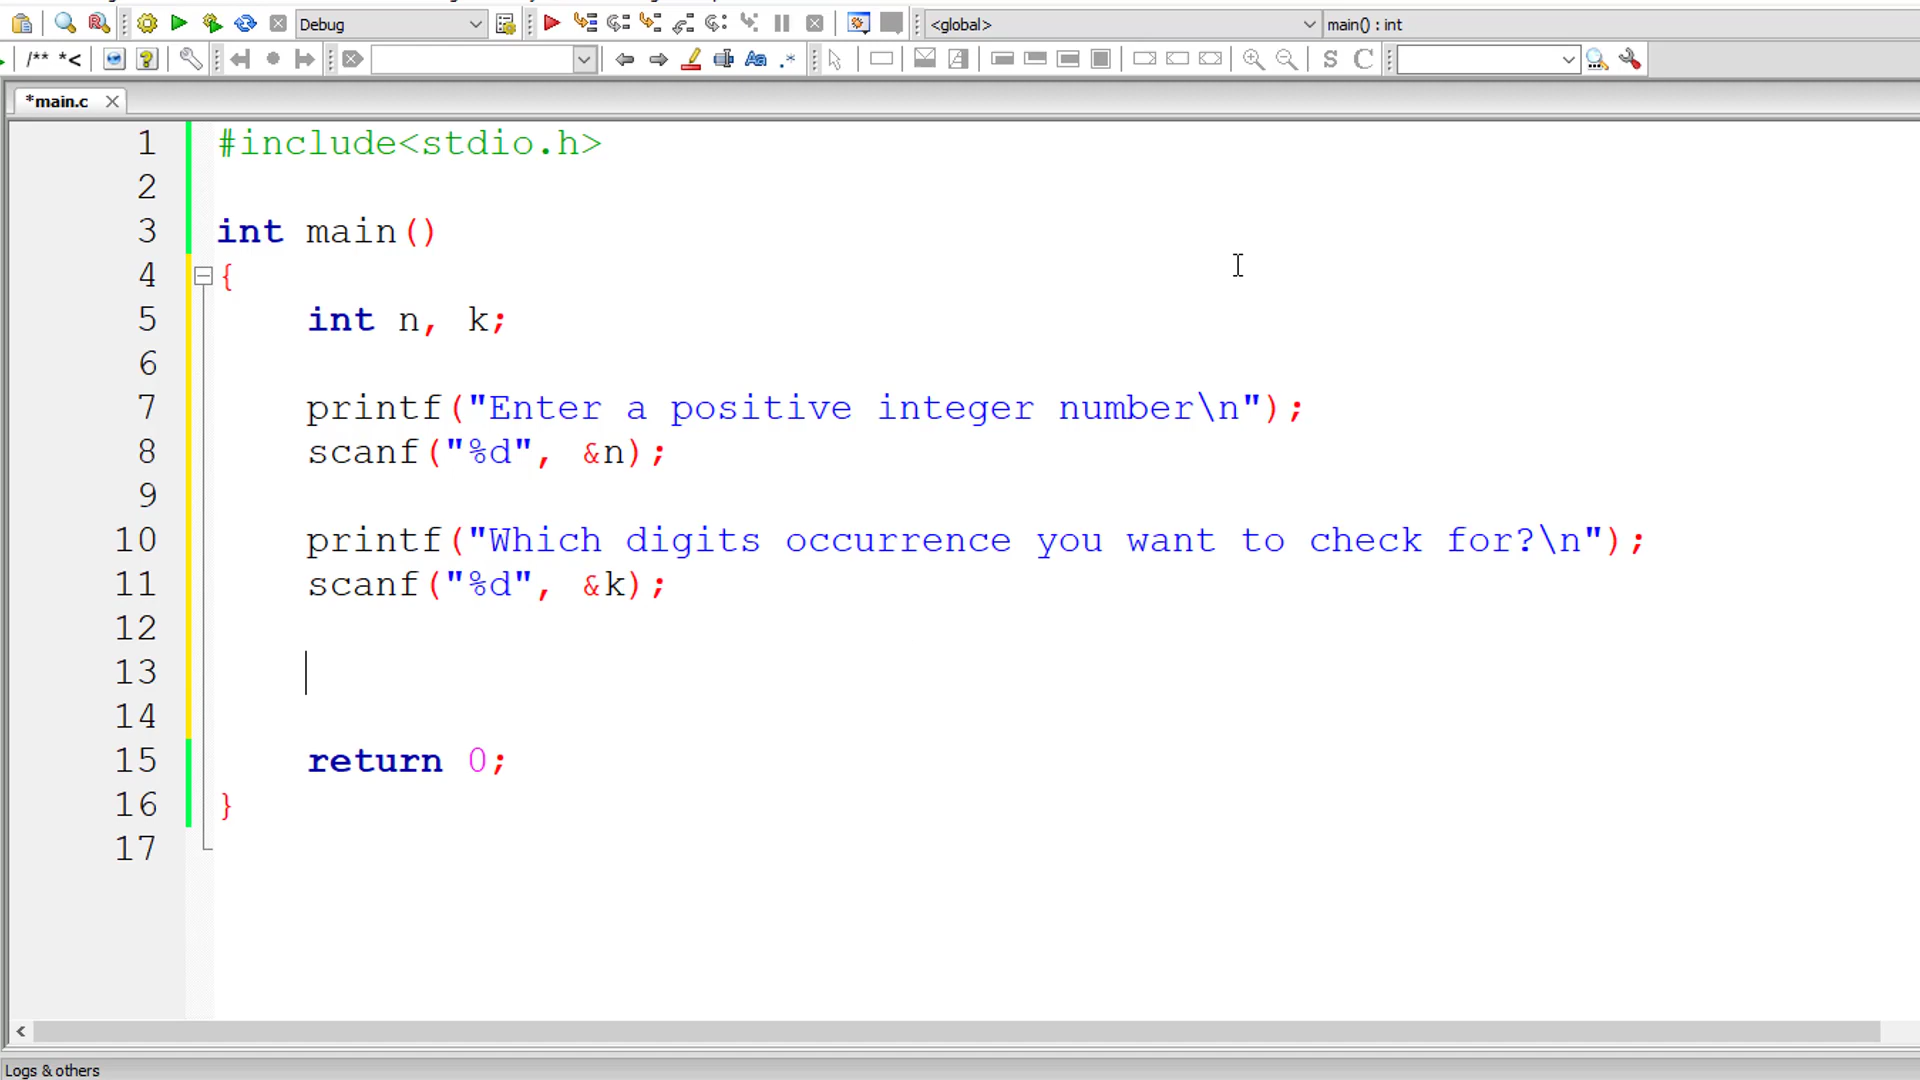 Debug
<global>
main() : int
/** *<
Aa
.*
S
C
*main.c
1 #include<stdio.h>
2
3 int main()
4 {
5 int n, k;
6
7 printf("Enter a positive integer number\n");
8 scanf("%d", &n);
9
10 printf("Which digits occurrence you want to check for?\n");
11 scanf("%d", &k);
12
13
14
15 return 0;
16 }
17
Logs & others